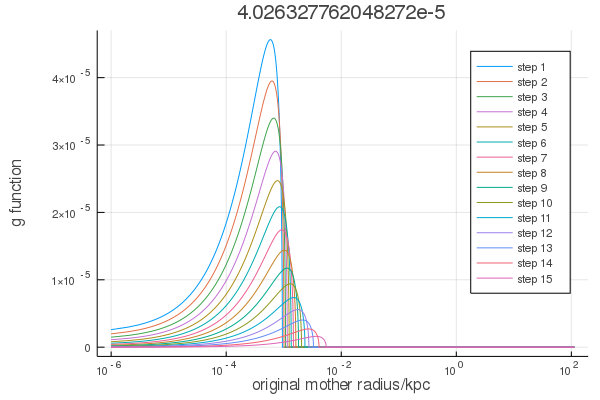 4.026327762048272e-5
g function
4×10⁻⁵
3×10⁻⁵
2×10⁻⁵
1×10⁻⁵
0
step 1
step 2
step 3
step 4
step 5
step 6
step 7
step 8
step 9
step 10
step 11
step 12
step 13
step 14
step 15
10⁻⁶ 10⁻⁴ 10⁻² 10⁰ 10²
original mother radius/kpc